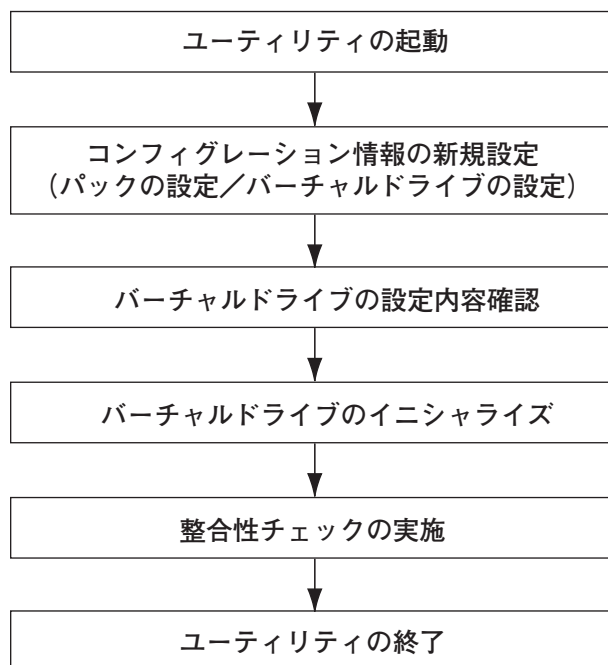 ユーティリティの起動
コンフィグレーション情報の新規設定
（パックの設定／バーチャルドライブの設定）
バーチャルドライブの設定内容確認
バーチャルドライブのイニシャライズ
整合性チェックの実施
ユーティリティの終了